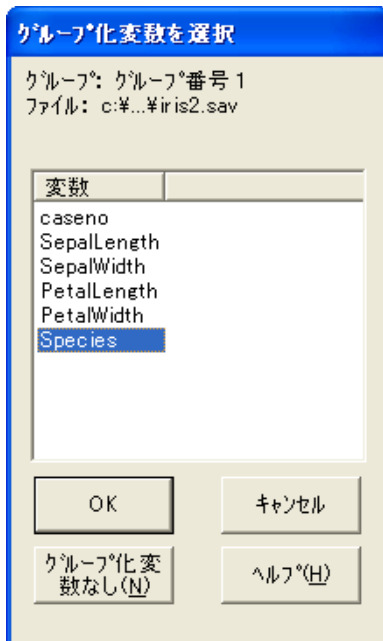 グループ化変数を選択
グループ: グループ番号 1
ファイル: c:¥...¥iris2.sav
変数
caseno
SepalLength
SepalWidth
PetalLength
PetalWidth
Species
OK
キャンセル
グループ化変
数なし(N)
ヘルプ(H)